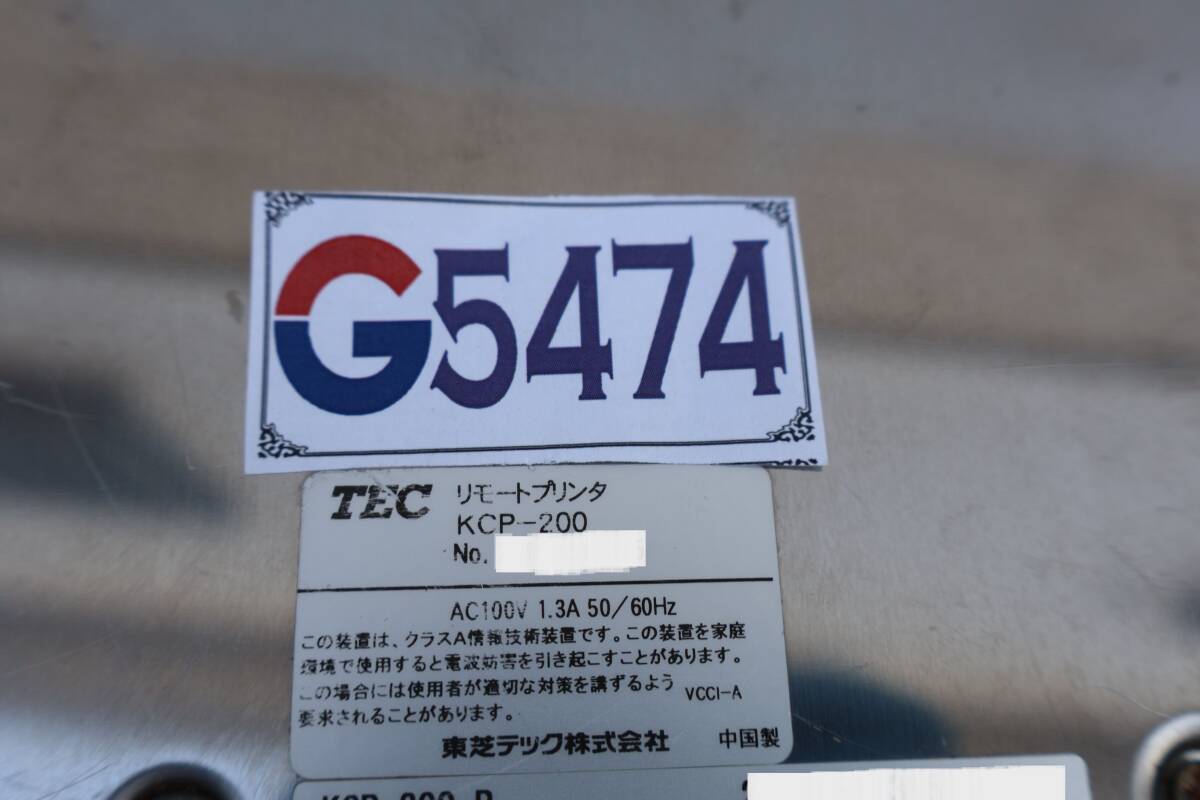 G5474
TEC リモートプリンタ
KCP-200
No.
AC100V 1.3A 50/60Hz
この装置は、クラスA情報技術装置です。この装置を家庭
環境で使用すると電波妨害を引き起こすことがあります。
この場合には使用者が適切な対策を講ずるよう VCCI-A
要求されることがあります。
東芝テック株式会社 中国製